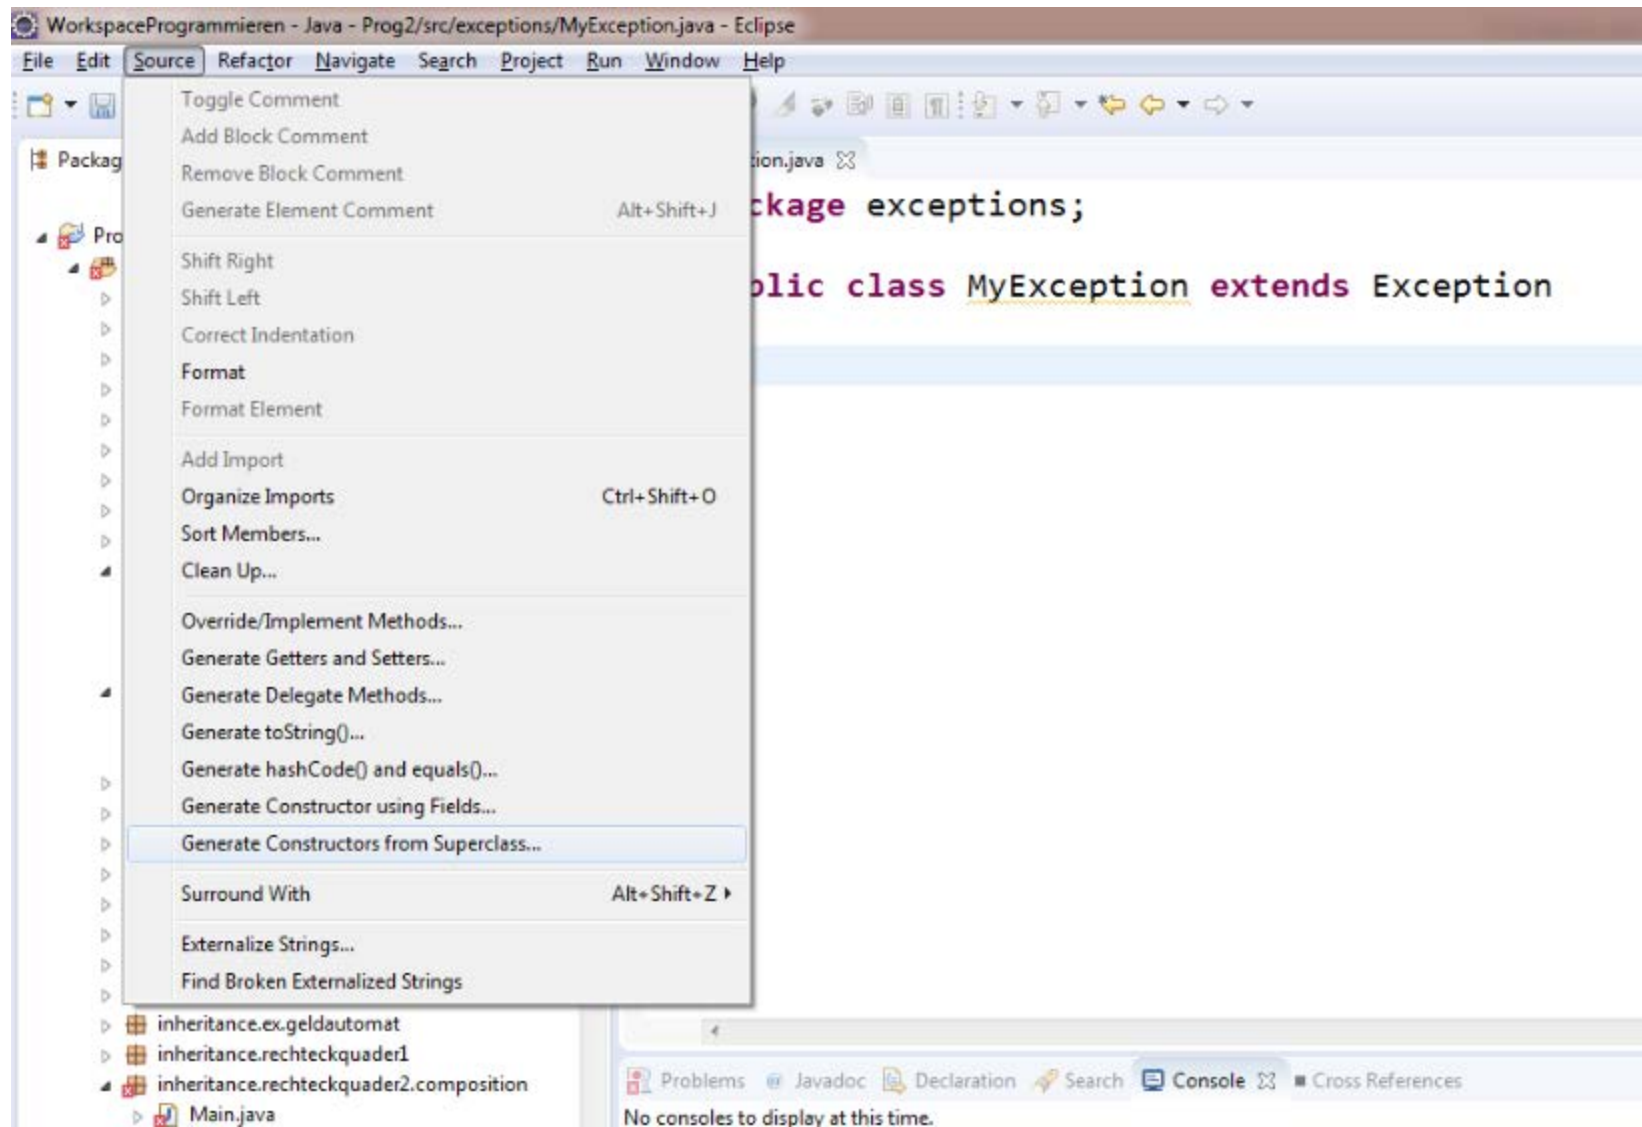 WorkspaceProgrammieren - Java - Prog2/src/exceptions/MyException.java - Eclipse
File Edit Source Refactor Navigate Search Project Run Window Help
Toggle Comment
Add Block Comment
Remove Block Comment
Generate Element Comment Alt+Shift+J
Shift Right
Shift Left
Correct Indentation
Format
Format Element
Add Import
Organize Imports Ctrl+Shift+O
Sort Members...
Clean Up...
Override/Implement Methods...
Generate Getters and Setters...
Generate Delegate Methods...
Generate toString()...
Generate hashCode() and equals()...
Generate Constructor using Fields...
Generate Constructors from Superclass...
Surround With Alt+Shift+Z
Externalize Strings...
Find Broken Externalized Strings
Packag
Pro
inheritance.ex.geldautomat
inheritance.rechteckquader1
inheritance.rechteckquader2.composition
Main.java
ion.java
ckage exceptions;
blic class MyException extends Exception
Problems Javadoc Declaration Search Console Cross References
No consoles to display at this time.